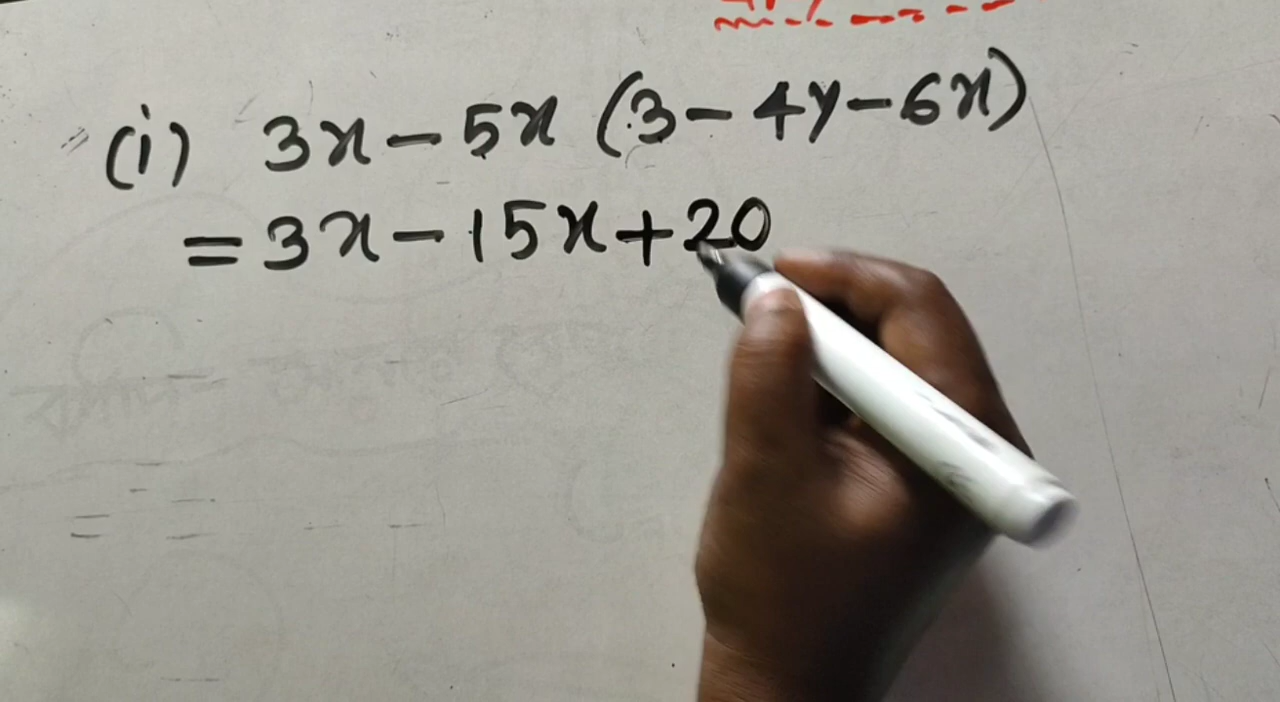 (i) 3x - 5x (3 - 4y - 6x)
= 3x - 15x + 20